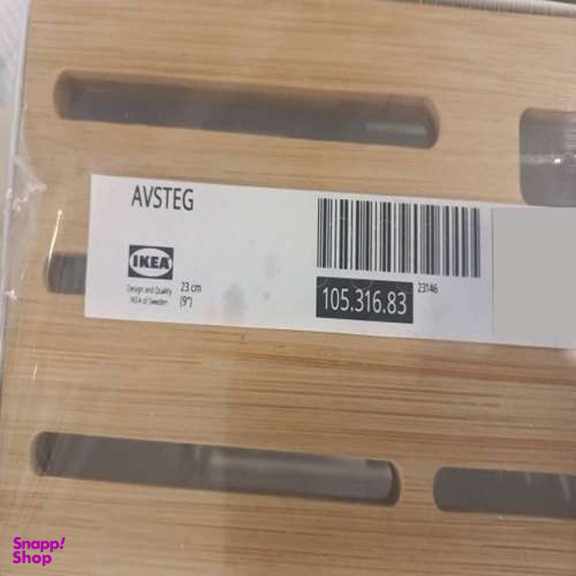 AVSTEG
IKEA
Design and Quality
IKEA of Sweden
23 cm
(9")
105.316.83
23146
Snapp!
Shop